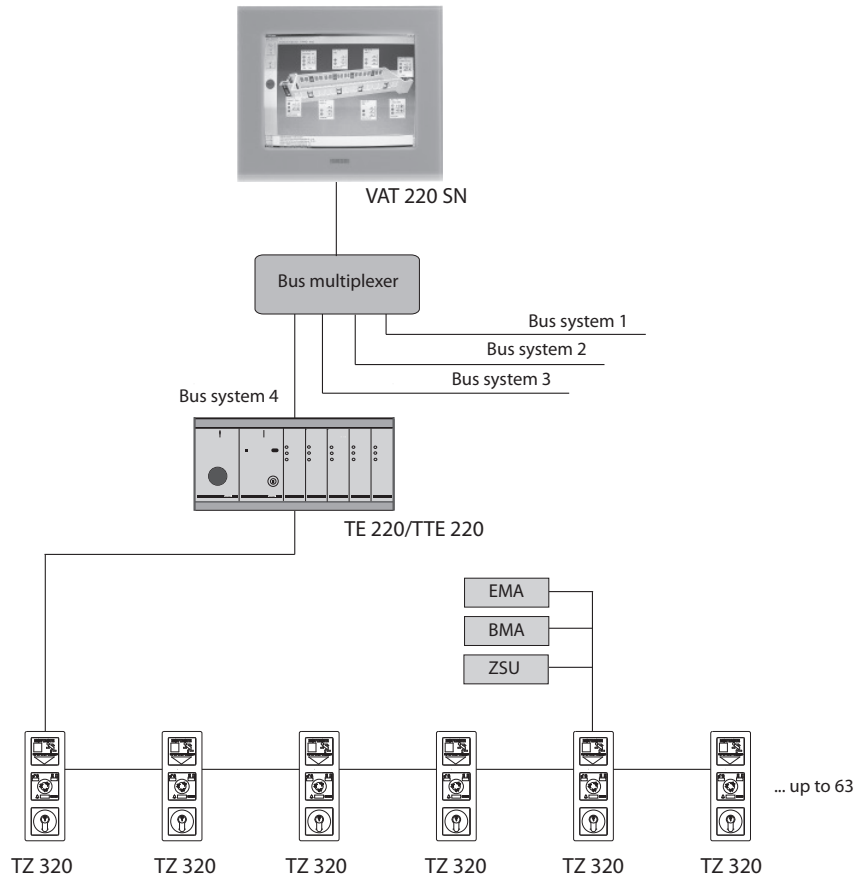 VAT 220 SN
Bus multiplexer
Bus system 1
Bus system 2
Bus system 3
Bus system 4
TE 220/TTE 220
EMA
BMA
ZSU
... up to 63
TZ 320
TZ 320
TZ 320
TZ 320
TZ 320
TZ 320